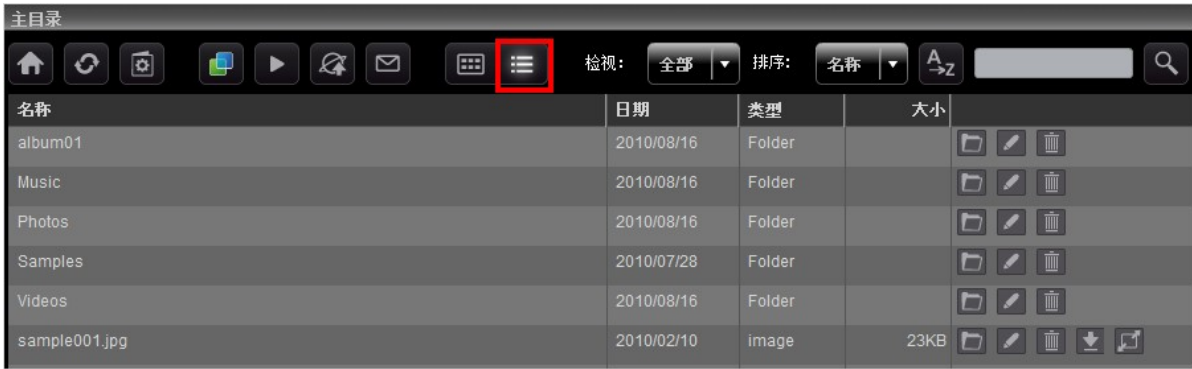 主目录
检视: 全部 排序: 名称 A Z
名称 日期 类型 大小
album01 2010/08/16 Folder
Music 2010/08/16 Folder
Photos 2010/08/16 Folder
Samples 2010/07/28 Folder
Videos 2010/08/16 Folder
sample001.jpg 2010/02/10 image 23KB